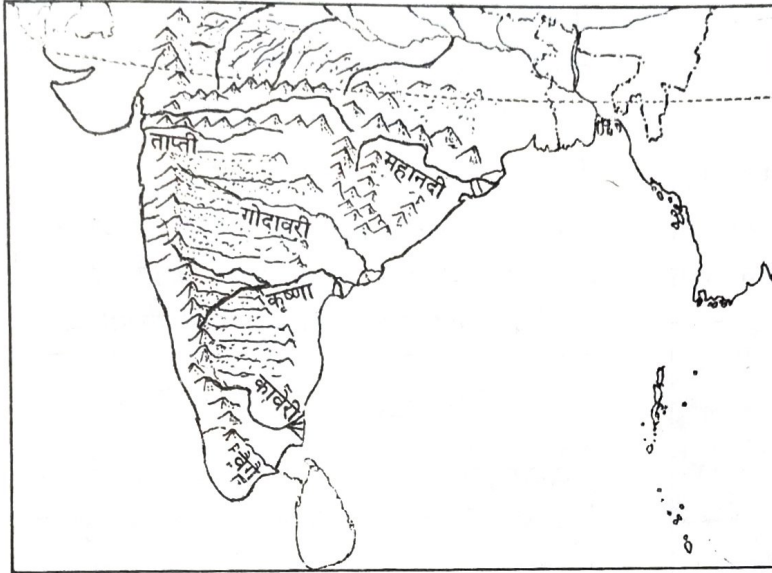 ताप्ती
महानदी
गोदावरी
कृष्णा
कावेरी